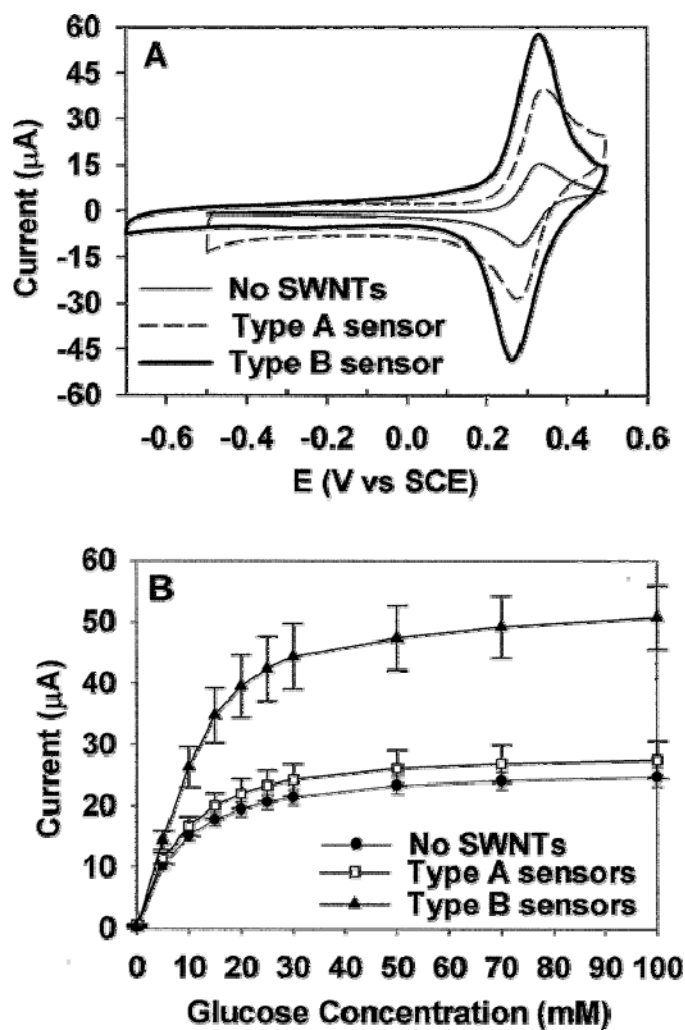 A
60
45
30
15
0
-15
-30
-45
-60
Current (µA)
No SWNTs
Type A sensor
Type B sensor
-0.6 -0.4 -0.2 0.0 0.2 0.4 0.6
E (V vs SCE)
B
60
50
40
30
20
10
0
Current (µA)
No SWNTs
Type A sensors
Type B sensors
0 10 20 30 40 50 60 70 80 90 100
Glucose Concentration (mM)